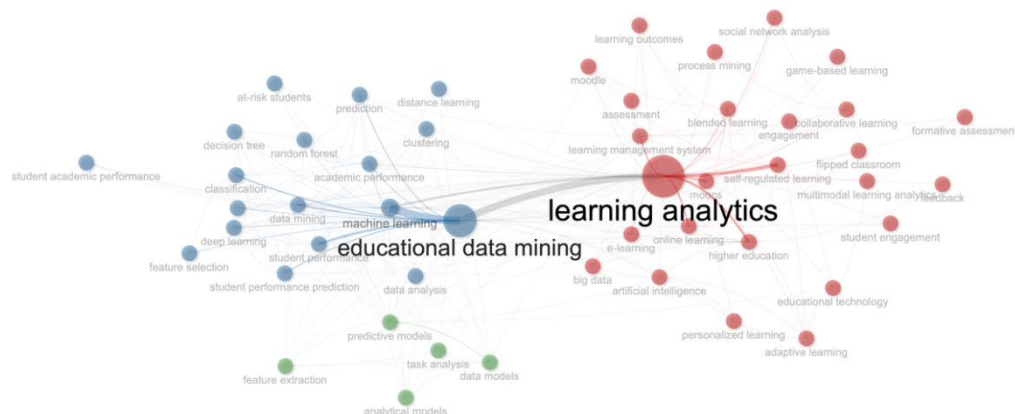 learning outcomes
social network analysis
process mining
game-based learning
moodle
at-risk students
prediction
distance learning
assessment
blended learning
collaborative learning
engagement
formative assessment
decision tree
random forest
clustering
learning management system
flipped classroom
student academic performance
classification
academic performance
moocs
self-regulated learning
multimodal learning analytics
feedback
data mining
machine learning
learning analytics
deep learning
student performance
educational data mining
e-learning
online learning
higher education
student engagement
feature selection
student performance prediction
data analysis
big data
artificial intelligence
educational technology
predictive models
personalized learning
adaptive learning
task analysis
data models
feature extraction
analytical models